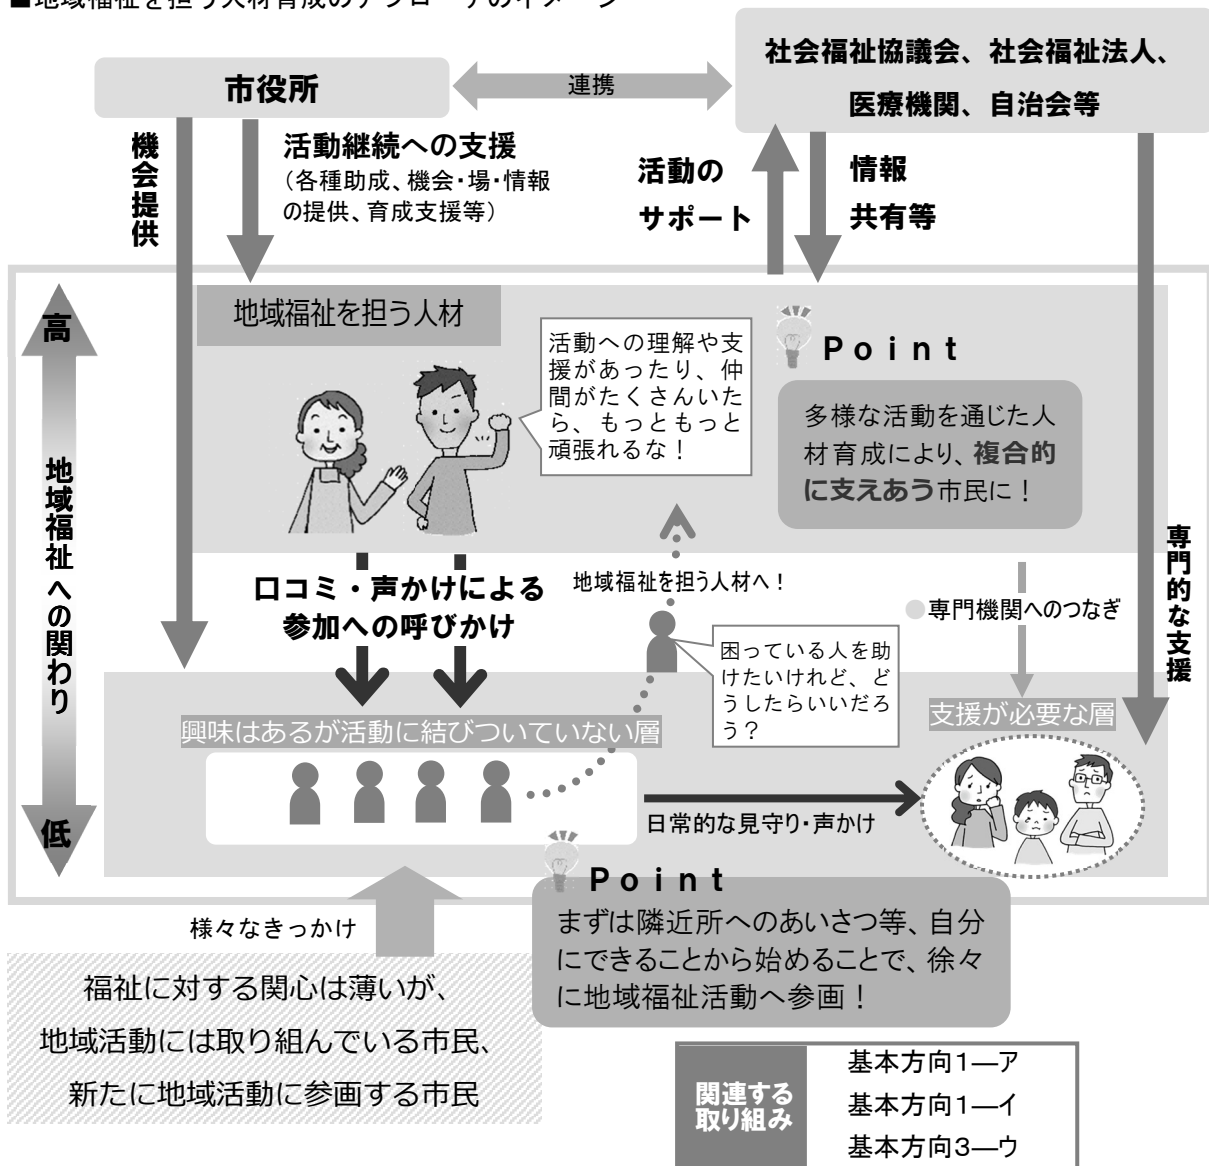 ■地域福祉を担う人材育成のアプローチのイメージ
市役所
連携
社会福祉協議会、社会福祉法人、
医療機関、自治会等
機会提供
活動継続への支援
（各種助成、機会・場・情報
の提供、育成支援等）
活動の
サポート
情報
共有等
高
地域福祉への関わり
低
地域福祉を担う人材
活動への理解や支
援があったり、仲
間がたくさんいた
ら、もっともっと
頑張れるな！
Point
多様な活動を通じた人
材育成により、複合的
に支えあう市民に！
専門的な支援
口コミ・声かけによる
参加への呼びかけ
地域福祉を担う人材へ！
専門機関へのつなぎ
困っている人を助
けたいけれど、ど
うしたらいいだろ
う？
興味はあるが活動に結びついていない層
支援が必要な層
日常的な見守り・声かけ
Point
まずは隣近所へのあいさつ等、自分
にできることから始めることで、徐々
に地域福祉活動へ参画！
様々なきっかけ
福祉に対する関心は薄いが、
地域活動には取り組んでいる市民、
新たに地域活動に参画する市民
関連する
取り組み
基本方向1―ア
基本方向1―イ
基本方向3―ウ